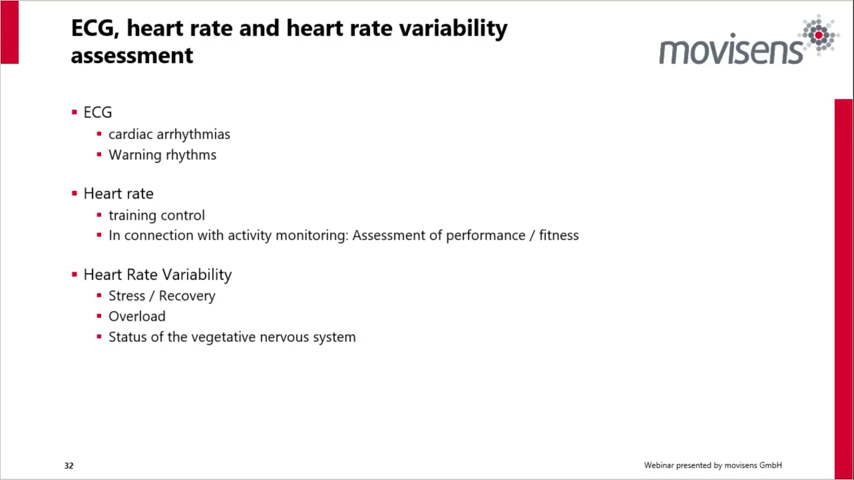 ECG, heart rate and heart rate variability
assessment
movisens
ECG
cardiac arrhythmias
Warning rhythms
Heart rate
training control
In connection with activity monitoring: Assessment of performance / fitness
Heart Rate Variability
Stress / Recovery
Overload
Status of the vegetative nervous system
32
Webinar presented by movisens GmbH